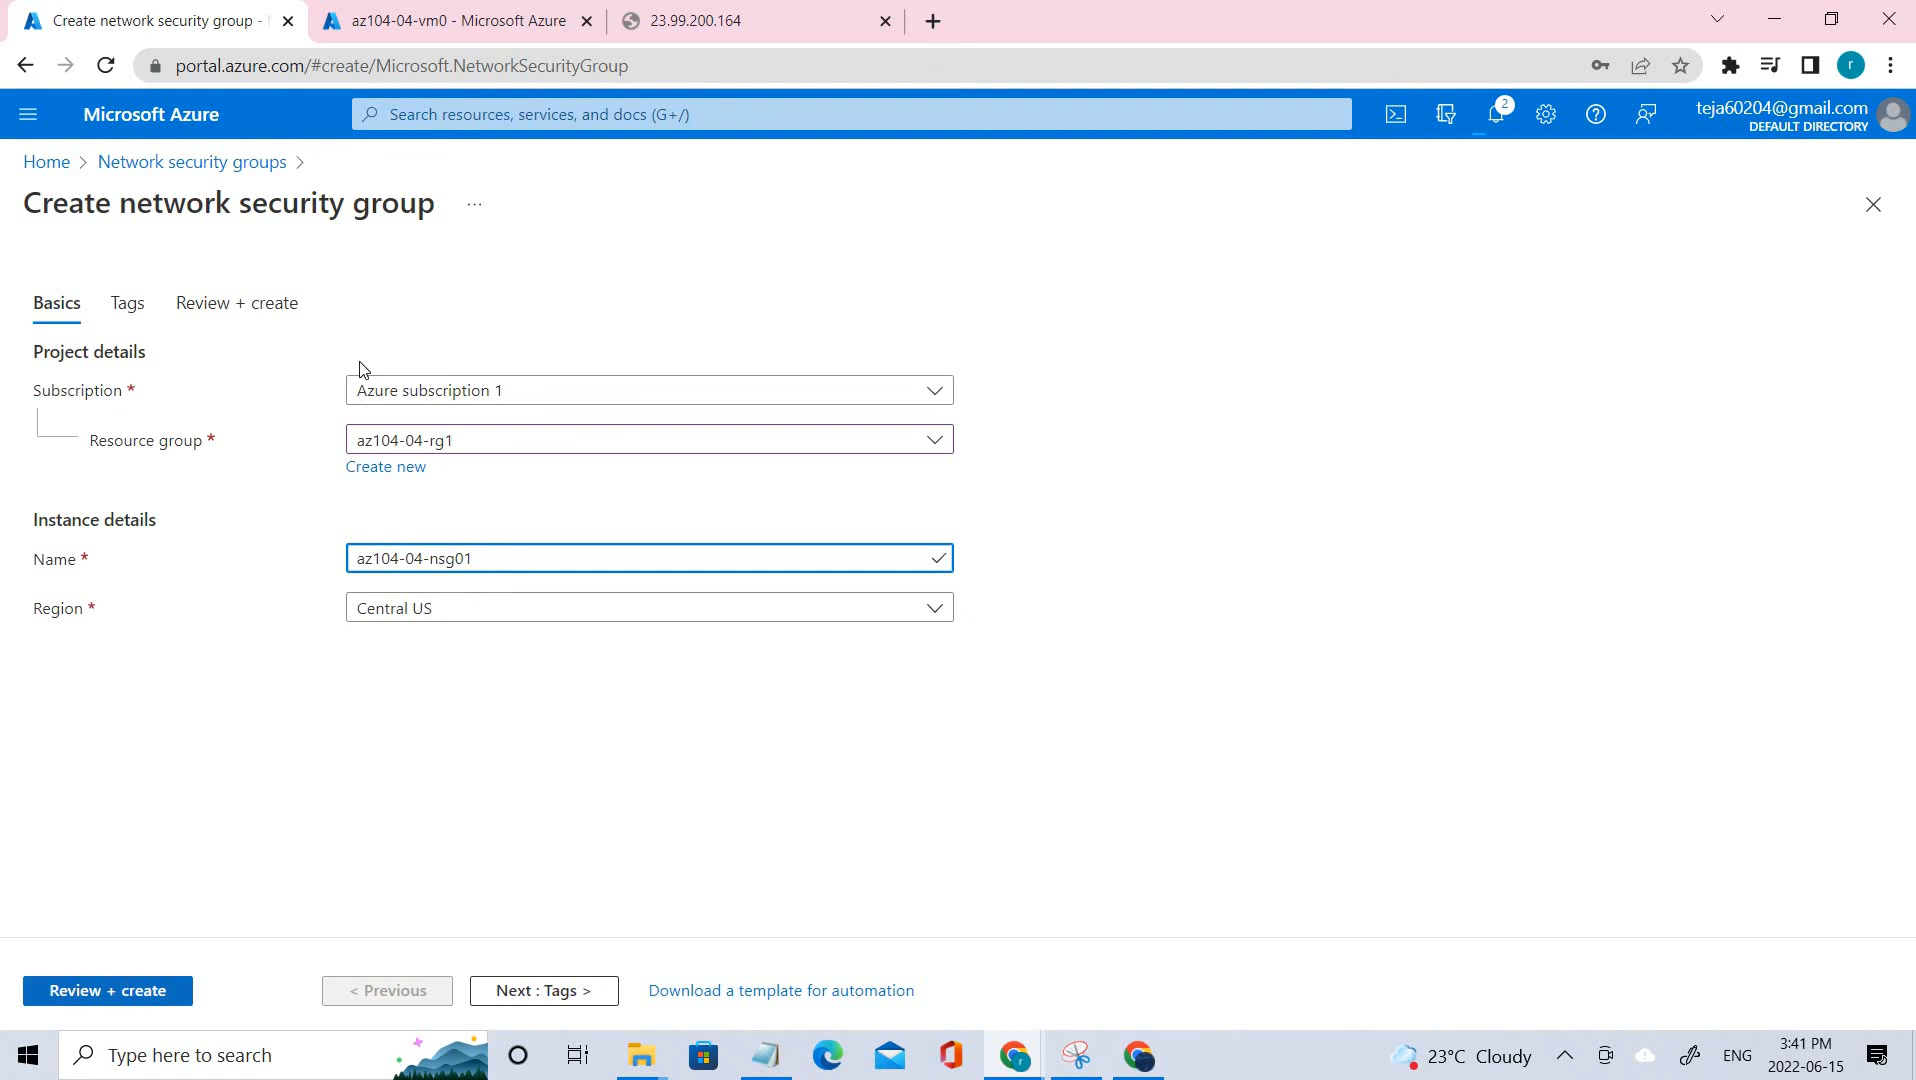 Create network security group -
az104-04-vm0 - Microsoft Azure
23.99.200.164
portal.azure.com/#create/Microsoft.NetworkSecurityGroup
r
Microsoft Azure
Search resources, services, and docs (G+/)
2
teja60204@gmail.com
DEFAULT DIRECTORY
Home > Network security groups >
Create network security group ...
Basics Tags Review + create
Project details
Subscription *
Azure subscription 1
Resource group *
az104-04-rg1
Create new
Instance details
Name *
az104-04-nsg01
Region *
Central US
Review + create
< Previous
Next : Tags >
Download a template for automation
Type here to search
23°C Cloudy
ENG
3:41 PM
2022-06-15